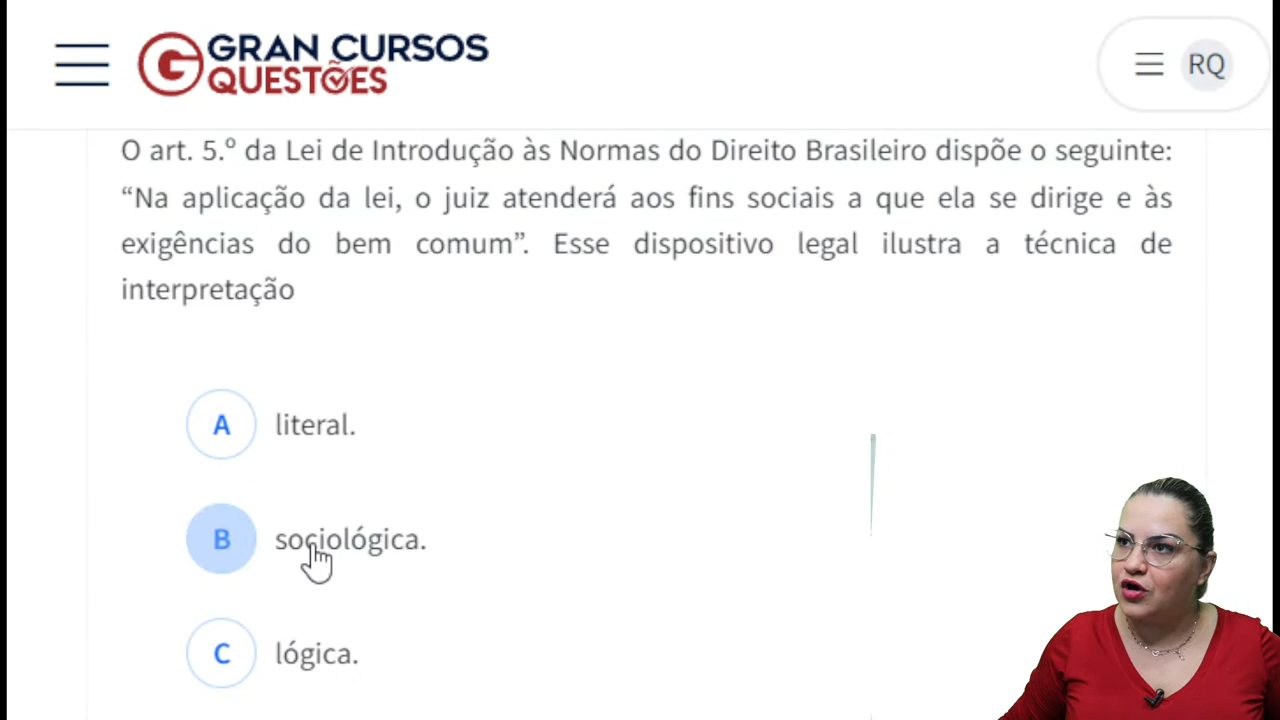 GRAN CURSOS
QUESTÕES
RQ
O art. 5.º da Lei de Introdução às Normas do Direito Brasileiro dispõe o seguinte:
“Na aplicação da lei, o juiz atenderá aos fins sociais a que ela se dirige e às
exigências do bem comum”. Esse dispositivo legal ilustra a técnica de
interpretação
A literal.
B sociológica.
C lógica.